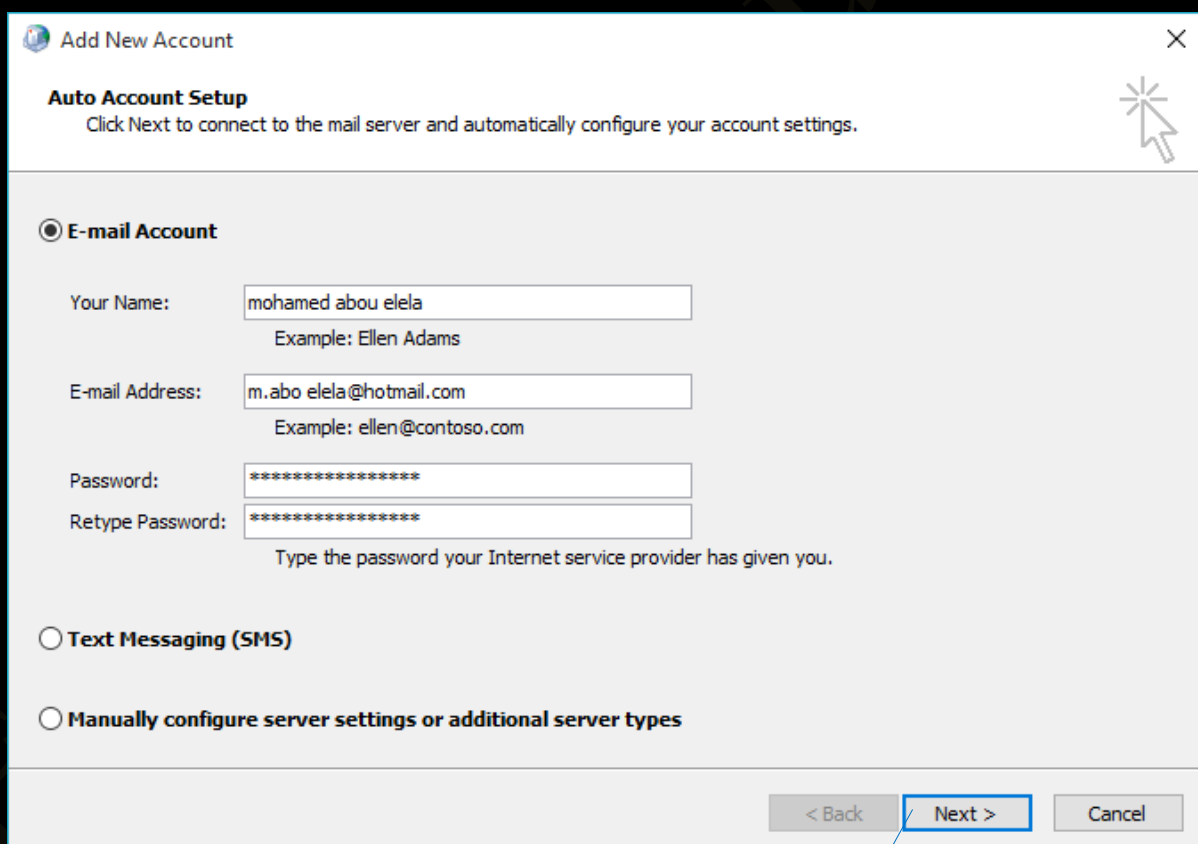 Add New Account
Auto Account Setup
Click Next to connect to the mail server and automatically configure your account settings.
E-mail Account
Your Name: mohamed abou elela
Example: Ellen Adams
E-mail Address: m.abo elela@hotmail.com
Example: ellen@contoso.com
Password: ****************
Retype Password: ****************
Type the password your Internet service provider has given you.
Text Messaging (SMS)
Manually configure server settings or additional server types
< Back Next > Cancel